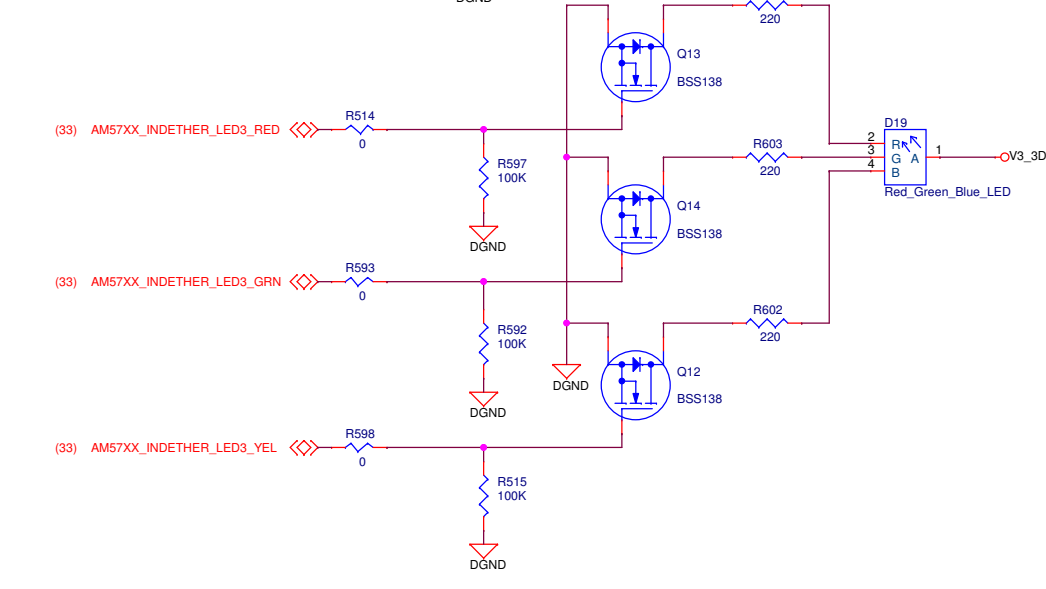 DGND
220
Q13
BSS138
(33) AM57XX_INDETHER_LED3_RED
R514
0
R597
100K
DGND
R603
220
D19
2
3
4
R
G A
B
1
V3_3D
Red_Green_Blue_LED
Q14
BSS138
(33) AM57XX_INDETHER_LED3_GRN
R593
0
R592
100K
DGND
R602
220
DGND
Q12
BSS138
(33) AM57XX_INDETHER_LED3_YEL
R598
0
R515
100K
DGND